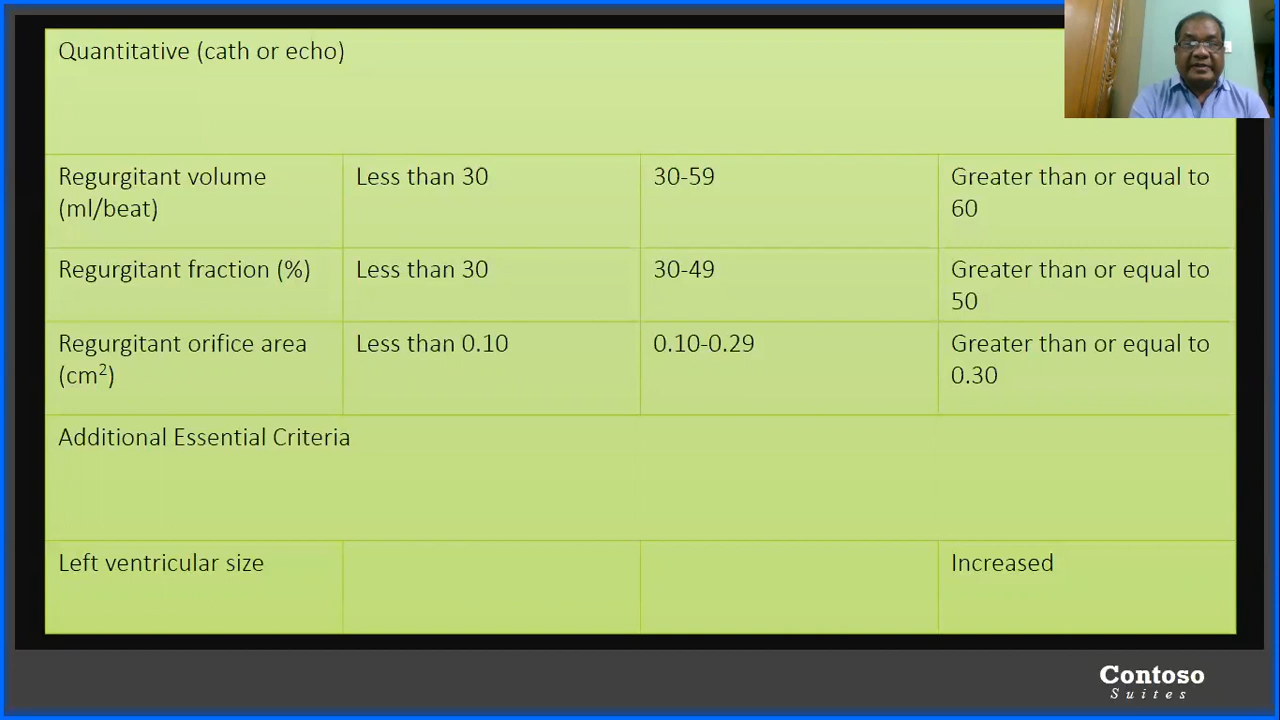 Quantitative (cath or echo)
Regurgitant volume (ml/beat) Less than 30 30-59 Greater than or equal to 60
Regurgitant fraction (%) Less than 30 30-49 Greater than or equal to 50
Regurgitant orifice area (cm²) Less than 0.10 0.10-0.29 Greater than or equal to 0.30
Additional Essential Criteria
Left ventricular size Increased
Contoso
Suites